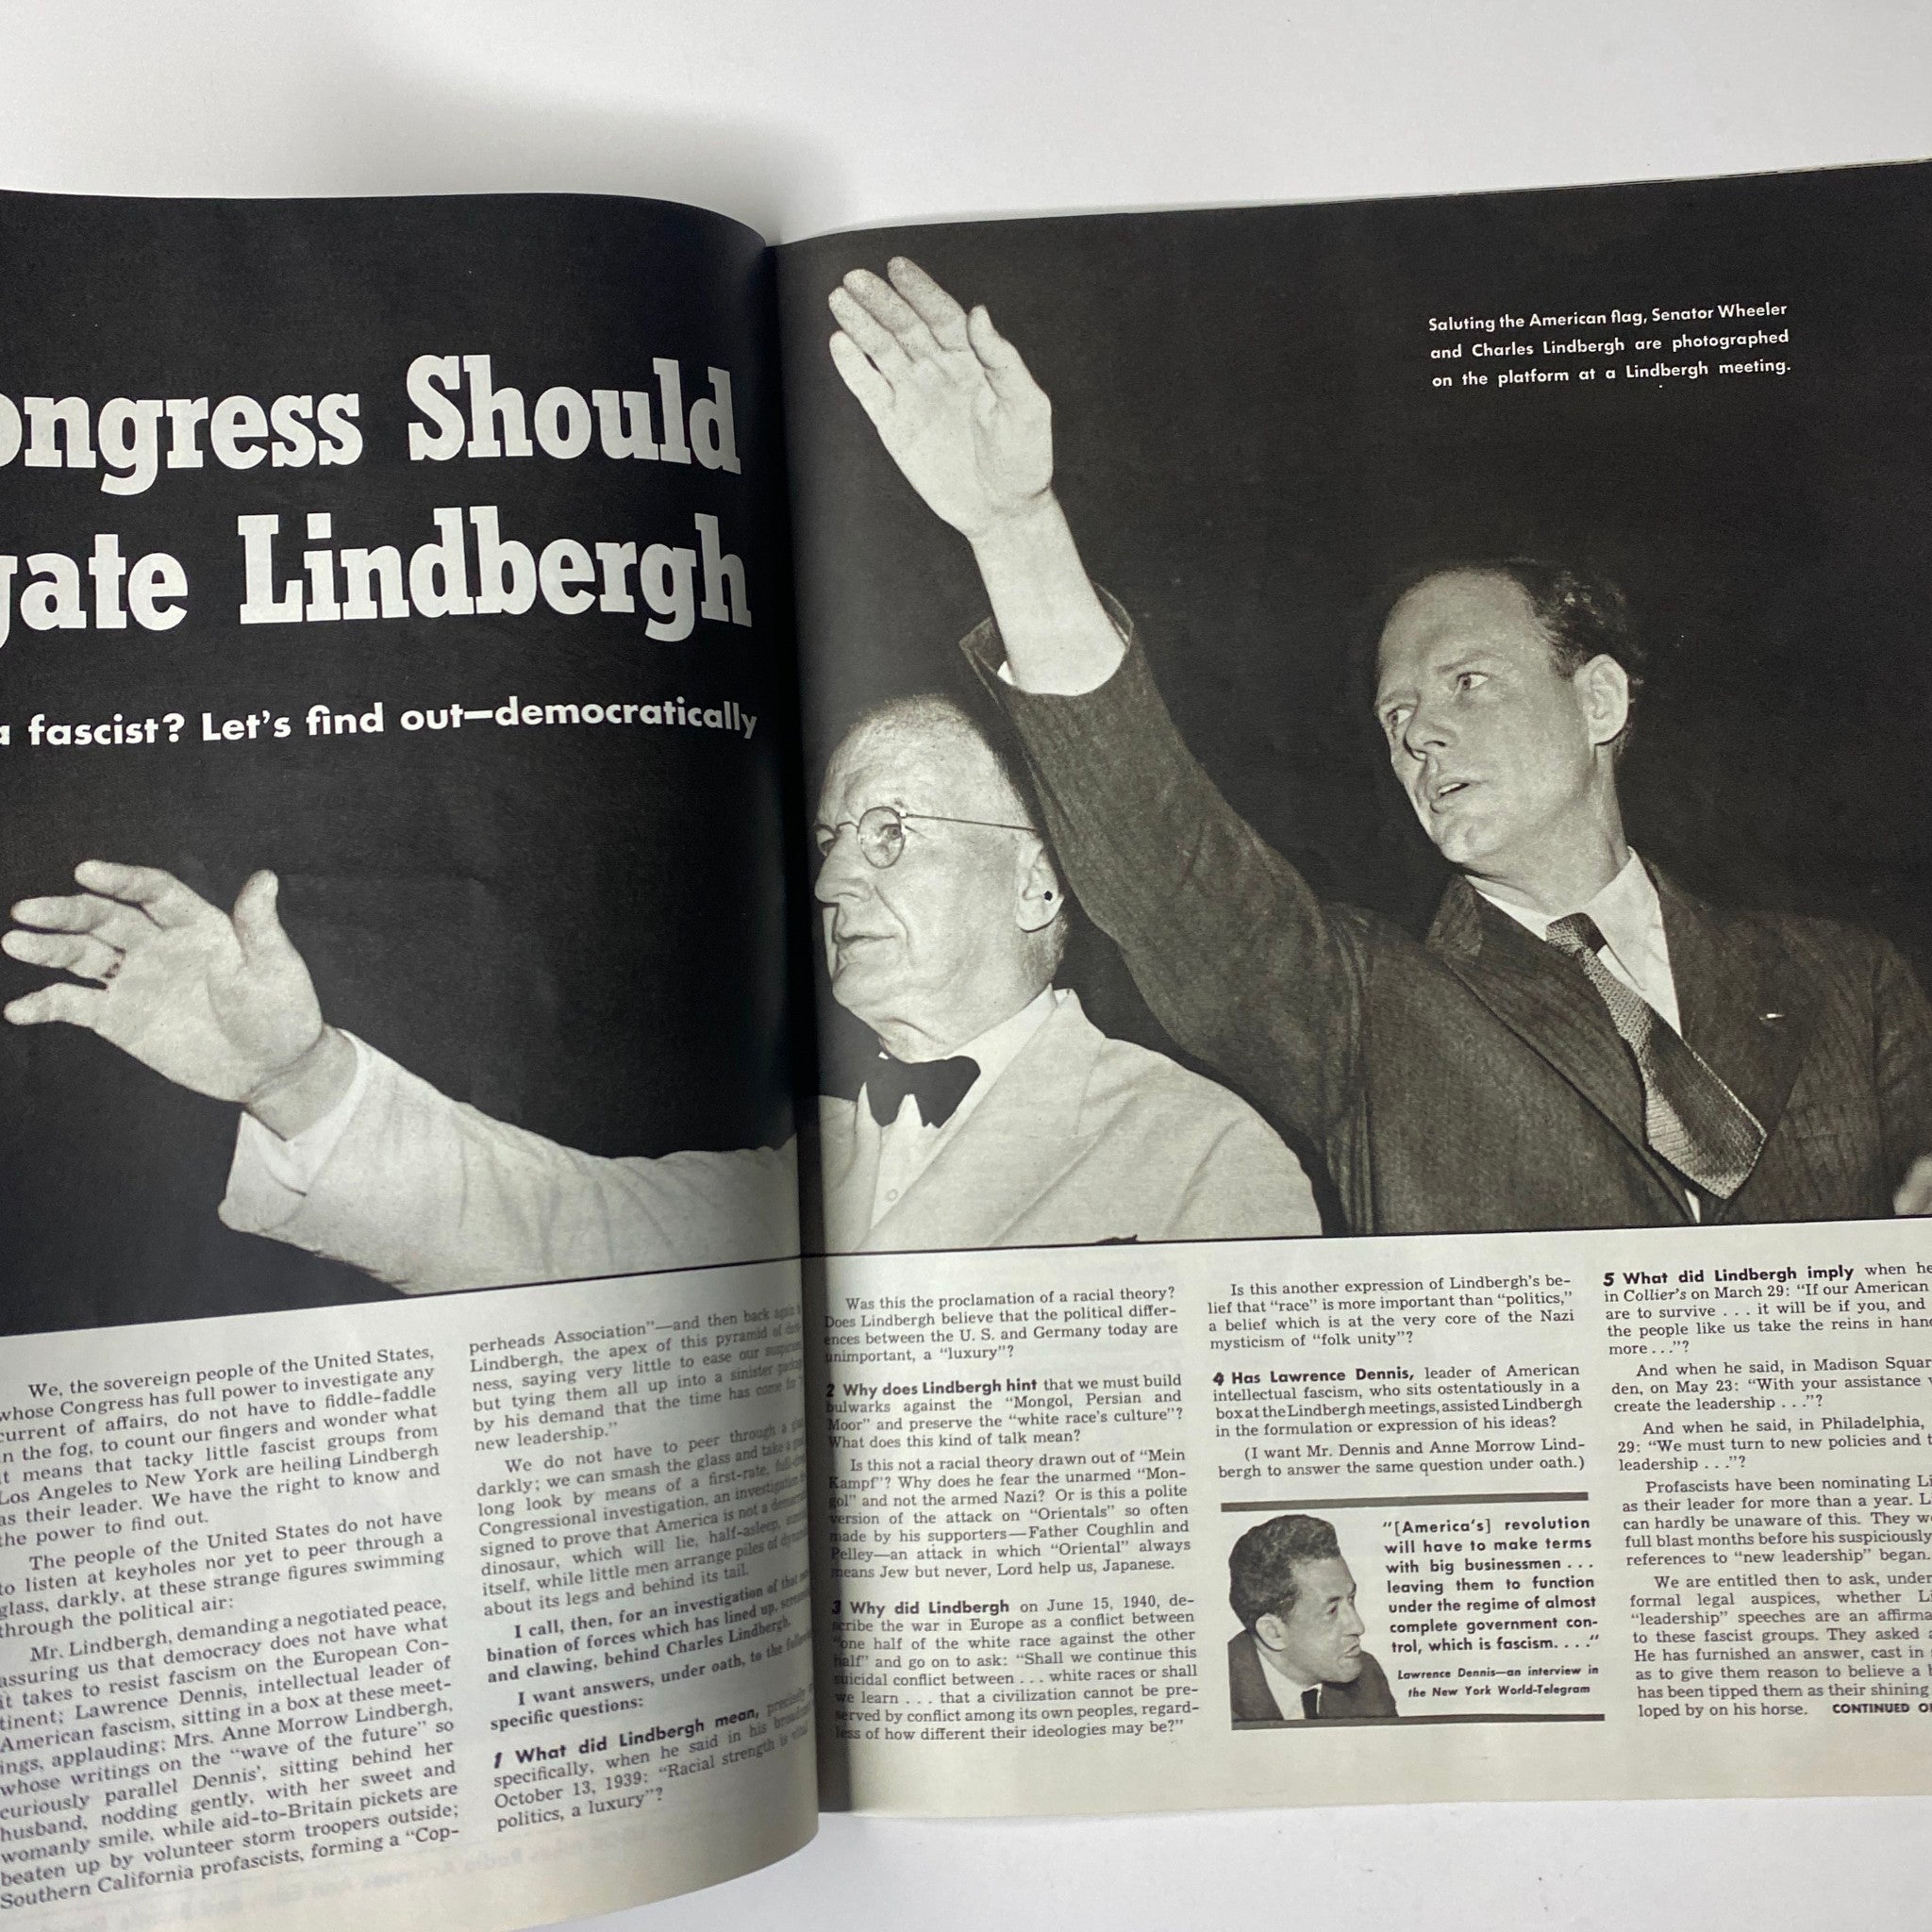 ongress Should
gate Lindbergh
a fascist? Let's find out—democratically
We, the sovereign people of the United States,
whose Congress has full power to investigate any
current of affairs, do not have to fiddle-faddle
in the fog, to count our fingers and wonder what
it means that tacky little fascist groups from
Los Angeles to New York are heiling Lindbergh
as their leader. We have the right to know and
the power to find out.
The people of the United States do not have
to listen at keyholes nor yet to peer through a
glass, darkly, at these strange figures swimming
through the political air:
Mr. Lindbergh, demanding a negotiated peace,
assuring us that democracy does not have what
it takes to resist fascism on the European Con-
tinent; Lawrence Dennis, intellectual leader of
American fascism, sitting in a box at these meet-
ings, applauding; Mrs. Anne Morrow Lindbergh,
whose writings on the "wave of the future" so
curiously parallel Dennis', sitting behind her
husband, nodding gently, with her sweet and
womanly smile, while aid-to-Britain pickets are
beaten up by volunteer storm troopers outside;
Southern California profascists, forming a "Cop-
perheads Association"—and then back again to
Lindbergh, the apex of this pyramid of
ness, saying very little to ease our
but tying them all up into a sinister package
by his demand that the time has come for
new leadership."
We do not have to peer through a glass
darkly; we can smash the glass and take a
long look by means of a first-rate,
Congressional investigation, an investigation
signed to prove that America is not a
dinosaur, which will lie, half-asleep,
itself, while little men arrange piles of dynamite
about its legs and behind its tail.
I call, then, for an investigation of that
bination of forces which has lined up,
and clawing, behind Charles Lindbergh.
I want answers, under oath, to the following
specific questions:
1 What did Lindbergh mean, precisely
specifically, when he said in his broadcast
October 13, 1939: "Racial strength is vital
politics, a luxury"?
Saluting the American flag, Senator Wheeler
and Charles Lindbergh are photographed
on the platform at a Lindbergh meeting.
Was this the proclamation of a racial theory?
Does Lindbergh believe that the political differ-
ences between the U. S. and Germany today are
unimportant, a "luxury"?
2 Why does Lindbergh hint that we must build
bulwarks against the "Mongol, Persian and
Moor" and preserve the "white race's culture"?
What does this kind of talk mean?
Is this not a racial theory drawn out of "Mein
Kampf"? Why does he fear the unarmed "Mon-
gol" and not the armed Nazi? Or is this a polite
version of the attack on "Orientals" so often
made by his supporters—Father Coughlin and
Pelley—an attack in which "Oriental" always
means Jew but never, Lord help us, Japanese.
3 Why did Lindbergh on June 15, 1940, de-
scribe the war in Europe as a conflict between
"one half of the white race against the other
half" and go on to ask: "Shall we continue this
suicidal conflict between . . . white races or shall
we learn . . . that a civilization cannot be pre-
served by conflict among its own peoples, regard-
less of how different their ideologies may be?"
Is this another expression of Lindbergh's be-
lief that "race" is more important than "politics,"
a belief which is at the very core of the Nazi
mysticism of "folk unity"?
4 Has Lawrence Dennis, leader of American
intellectual fascism, who sits ostentatiously in a
box at the Lindbergh meetings, assisted Lindbergh
in the formulation or expression of his ideas?
(I want Mr. Dennis and Anne Morrow Lind-
bergh to answer the same question under oath.)
"[America's] revolution
will have to make terms
with big businessmen . . .
leaving them to function
under the regime of almost
complete government con-
trol, which is fascism. . . ."
Lawrence Dennis—an interview in
the New York World-Telegram
5 What did Lindbergh imply when he
in Collier's on March 29: "If our American
are to survive . . . it will be if you, and
the people like us take the reins in hand
more . . ."?
And when he said, in Madison Squar
den, on May 23: "With your assistance
create the leadership . . ."?
And when he said, in Philadelphia,
29: "We must turn to new policies and t
leadership . . ."?
Profascists have been nominating Li
as their leader for more than a year. L
can hardly be unaware of this. They we
full blast months before his suspiciously
references to "new leadership" began.
We are entitled then to ask, under
formal legal auspices, whether Li
"leadership" speeches are an affirma
to these fascist groups. They asked a
He has furnished an answer, cast in
as to give them reason to believe a
has been tipped them as their shining
loped by on his horse. CONTINUED ON